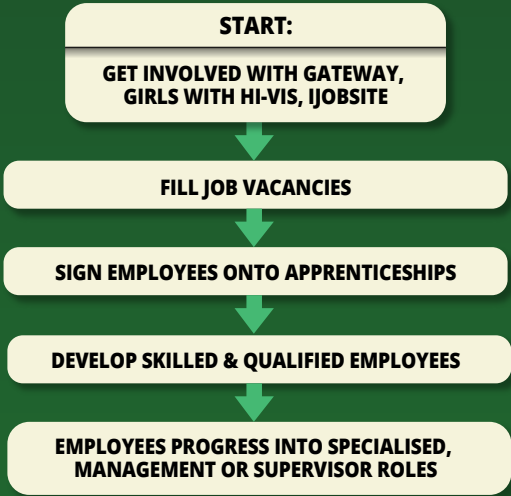 START:
GET INVOLVED WITH GATEWAY,
GIRLS WITH HI-VIS, IJOBSITE
FILL JOB VACANCIES
SIGN EMPLOYEES ONTO APPRENTICESHIPS
DEVELOP SKILLED & QUALIFIED EMPLOYEES
EMPLOYEES PROGRESS INTO SPECIALISED,
MANAGEMENT OR SUPERVISOR ROLES